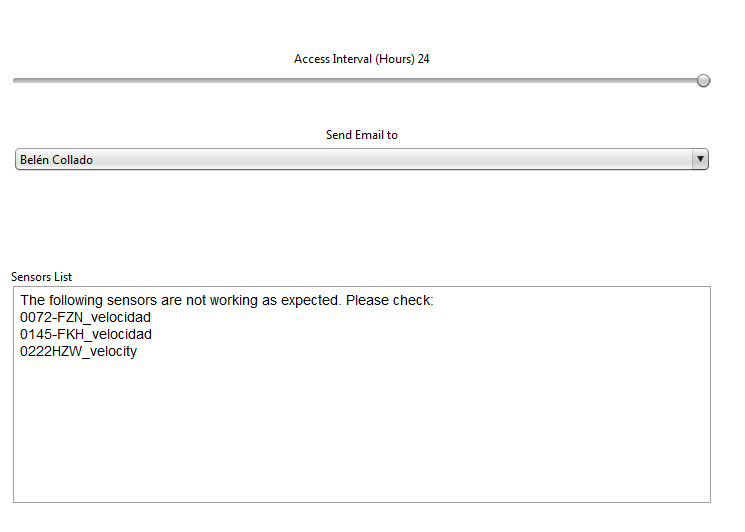 Access Interval (Hours) 24
Send Email to
Belén Collado
Sensors List
The following sensors are not working as expected. Please check:
0072-FZN_velocidad
0145-FKH_velocidad
0222HZW_velocity